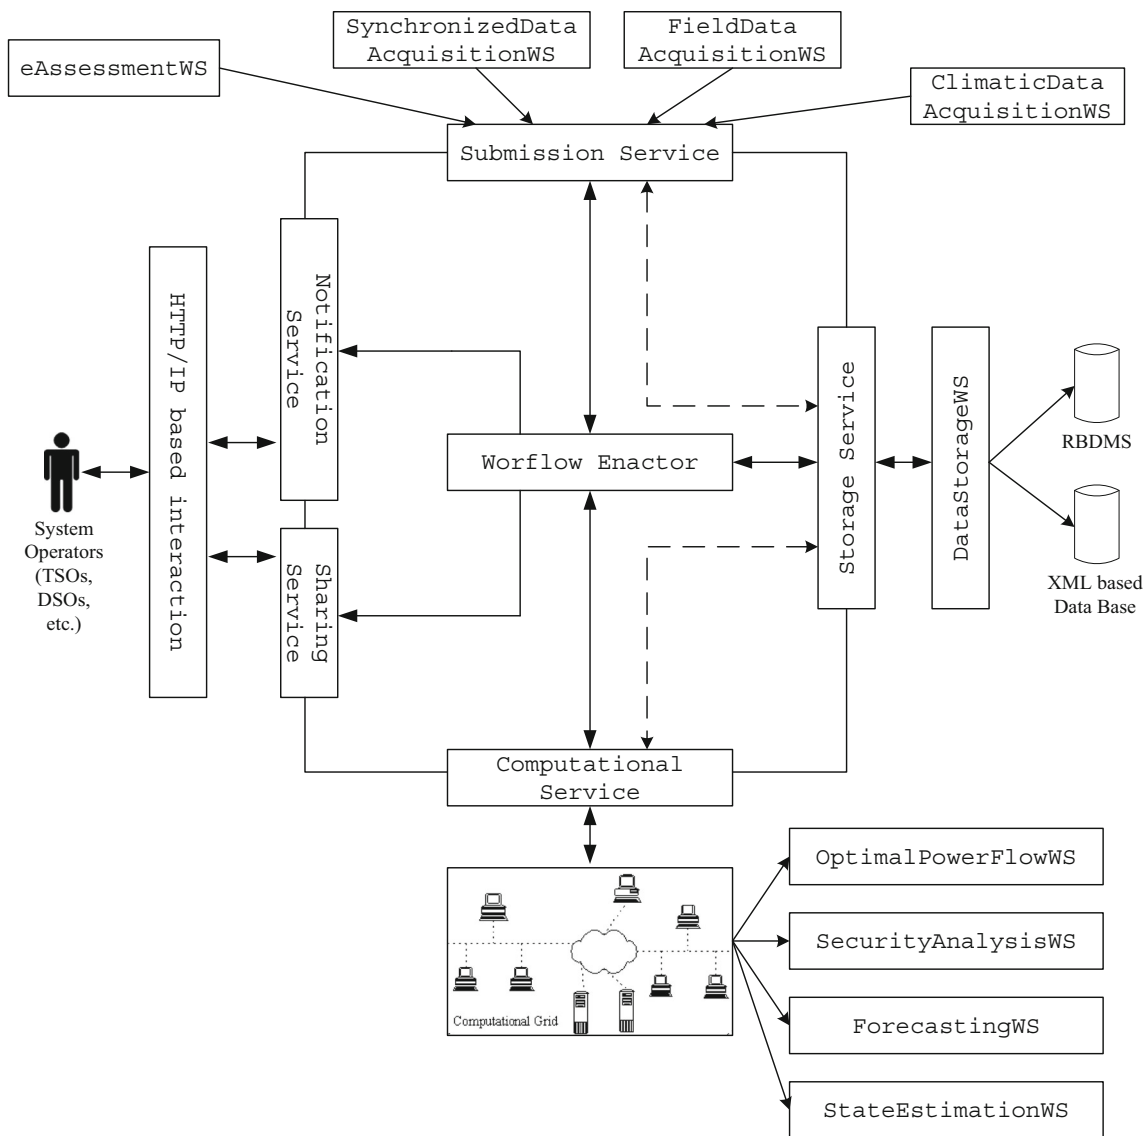 SynchronizedData
AcquisitionWS
FieldData
AcquisitionWS
eAssessmentWS
ClimaticData
AcquisitionWS
Submission Service
Notification
Service
HTTP/IP based interaction
Storage Service
DataStorageWS
RBDMS
Worflow Enactor
System
Operators
(TSOs,
DSOs,
etc.)
Sharing
Service
XML based
Data Base
Computational
Service
OptimalPowerFlowWS
SecurityAnalysisWS
Computational Grid
ForecastingWS
StateEstimationWS